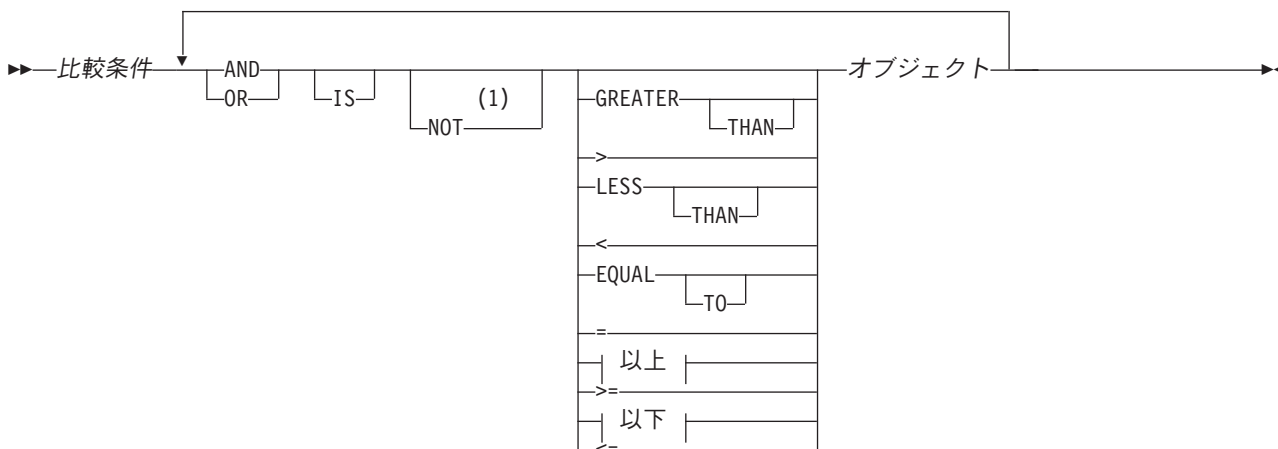 比較条件 AND オブジェクト
OR IS (1) GREATER
NOT THAN
>
LESS
THAN
<
EQUAL
TO
=
以上
>=
以下
<=